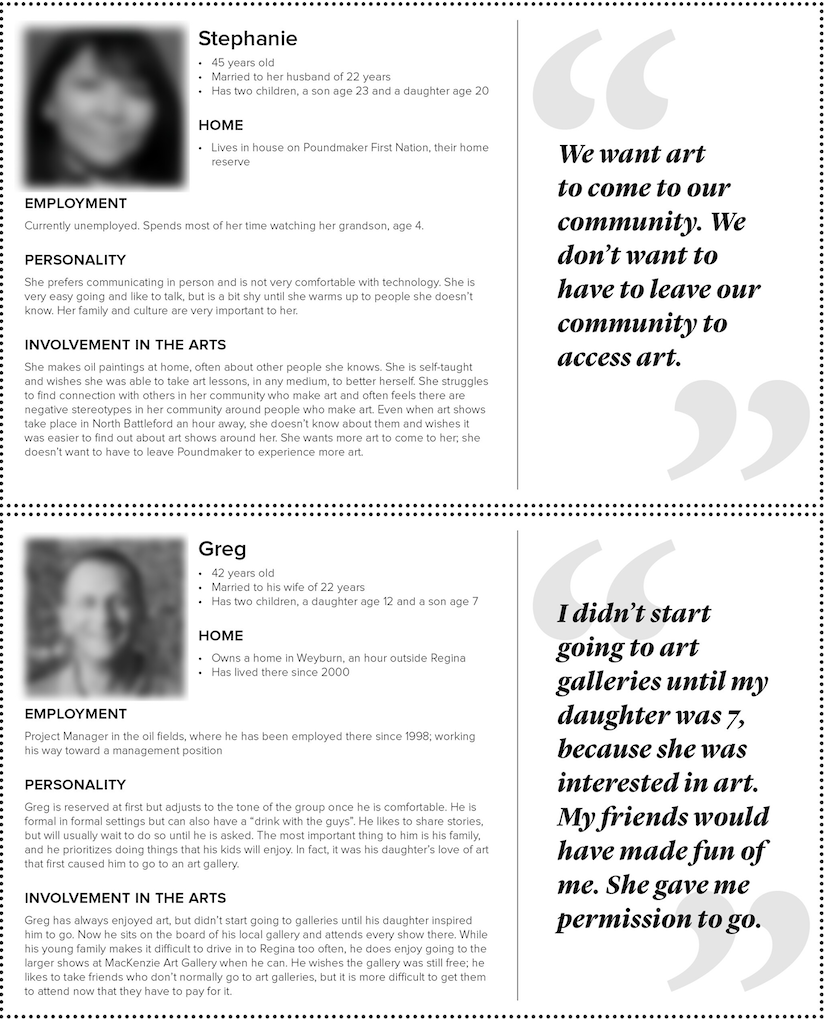 Stephanie
• 45 years old
• Married to her husband of 22 years
• Has two children, a son age 23 and a daughter age 20
HOME
• Lives in house on Poundmaker First Nation, their home
reserve
EMPLOYMENT
Currently unemployed. Spends most of her time watching her grandson, age 4.
PERSONALITY
She prefers communicating in person and is not very comfortable with technology. She is
very easy going and like to talk, but is a bit shy until she warms up to people she doesn’t
know. Her family and culture are very important to her.
INVOLVEMENT IN THE ARTS
She makes oil paintings at home, often about other people she knows. She is self-taught
and wishes she was able to take art lessons, in any medium, to better herself. She struggles
to find connection with others in her community who make art and often feels there are
negative stereotypes in her community around people who make art. Even when art shows
take place in North Battleford an hour away, she doesn’t know about them and wishes it
was easier to find out about art shows around her. She wants more art to come to her; she
doesn’t want to have to leave Poundmaker to experience more art.
“
We want art
to come to our
community. We
don’t want to
have to leave our
community to
access art.
”
Greg
• 42 years old
• Married to his wife of 22 years
• Has two children, a daughter age 12 and a son age 7
HOME
• Owns a home in Weyburn, an hour outside Regina
• Has lived there since 2000
EMPLOYMENT
Project Manager in the oil fields, where he has been employed there since 1998; working
his way toward a management position
PERSONALITY
Greg is reserved at first but adjusts to the tone of the group once he is comfortable. He is
formal in formal settings but can also have a “drink with the guys”. He likes to share stories,
but will usually wait to do so until he is asked. The most important thing to him is his family,
and he prioritizes doing things that his kids will enjoy. In fact, it was his daughter’s love of art
that first caused him to go to an art gallery.
INVOLVEMENT IN THE ARTS
Greg has always enjoyed art, but didn’t start going to galleries until his daughter inspired
him to go. Now he sits on the board of his local gallery and attends every show there. While
his young family makes it difficult to drive in to Regina too often, he does enjoy going to the
larger shows at MacKenzie Art Gallery when he can. He wishes the gallery was still free; he
likes to take friends who don’t normally go to art galleries, but it is more difficult to get them
to attend now that they have to pay for it.
“
I didn’t start
going to art
galleries until my
daughter was 7,
because she was
interested in art.
My friends would
have made fun of
me. She gave me
permission to go.
”